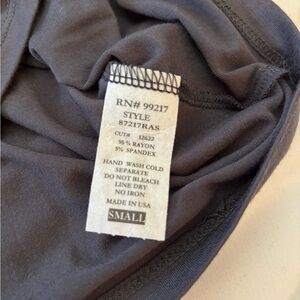 RN# 99217
STYLE
87217RAS
CUT# 12622
95 % RAYON
5% SPANDEX
HAND WASH COLD
SEPARATE
DO NOT BLEACH
LINE DRY
NO IRON
MADE IN USA
SMALL